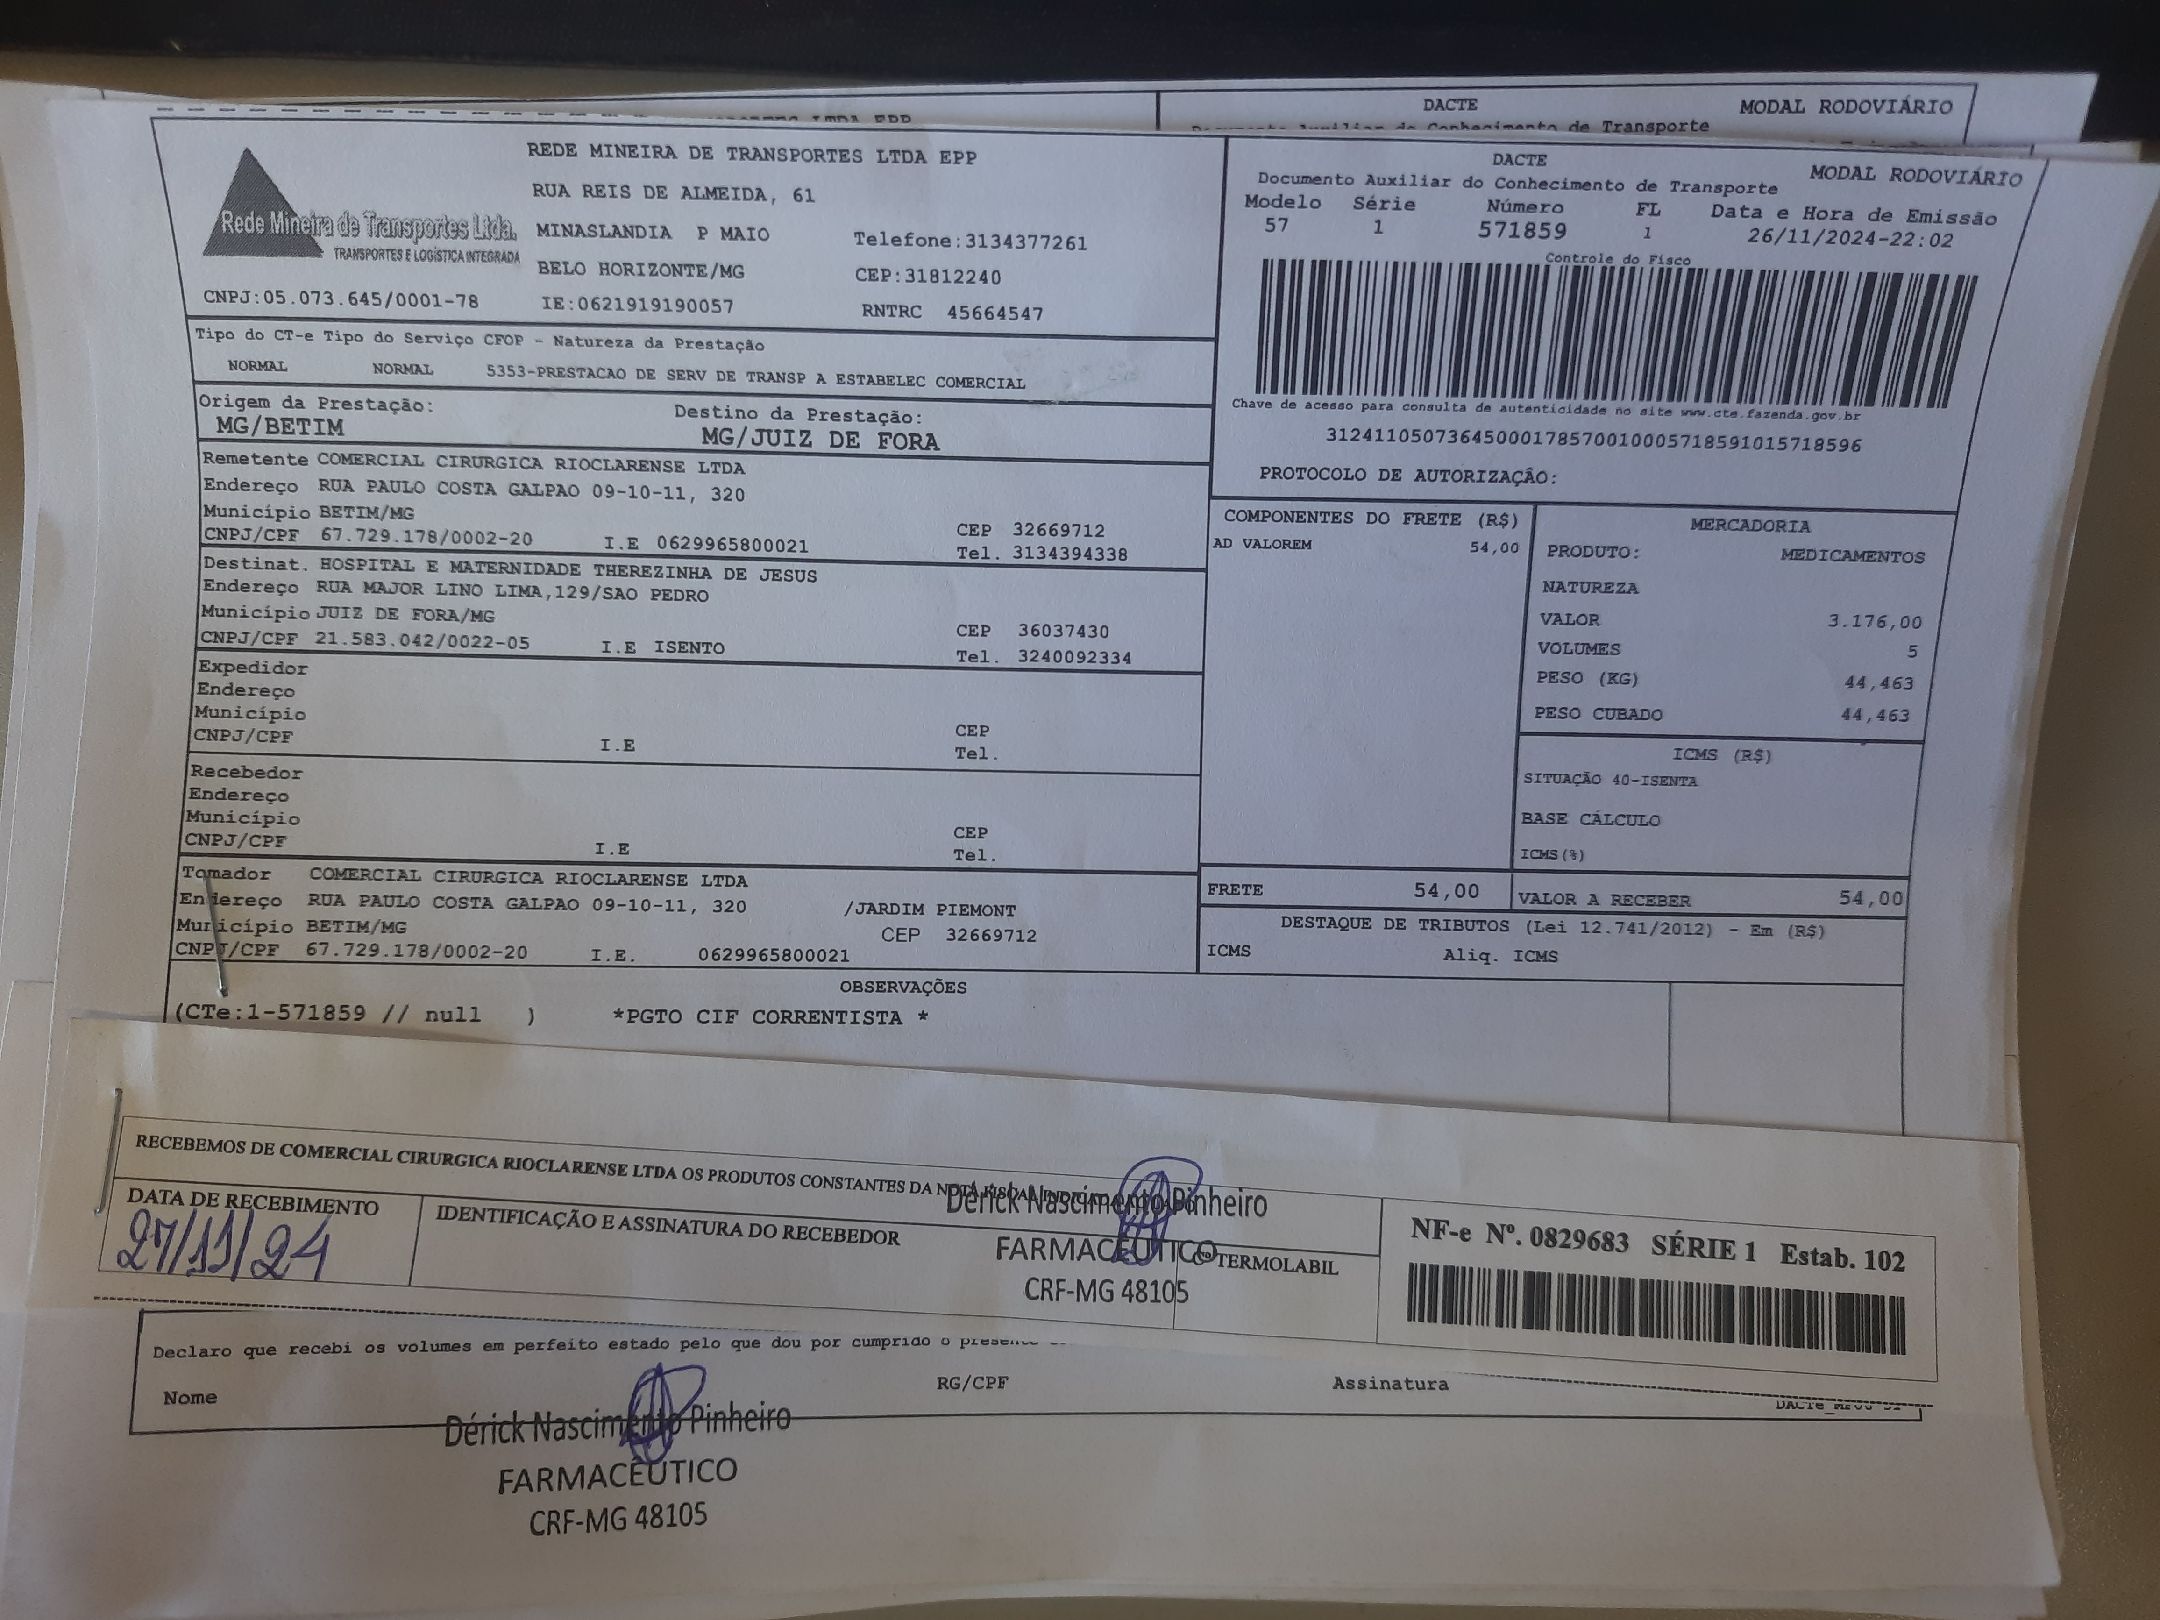 DACTE
MODAL RODOVIÁRIO
REDE MINEIRA DE TRANSPORTES LTDA EPP
RUA REIS DE ALMEIDA, 61
MINASLANDIA P MAIO Telefone:3134377261
BELO HORIZONTE/MG CEP:31812240
CNPJ:05.073.645/0001-78 IE:0621919190057 RNTRC 45664547
Rede Mineira de Transportes Ltda.
TRANSPORTES E LOGÍSTICA INTEGRADA
DACTE
MODAL RODOVIÁRIO
Documento Auxiliar do Conhecimento de Transporte
Modelo Série Número FL Data e Hora de Emissão
57 1 571859 1 26/11/2024-22:02
Controle do Fisco
Chave de acesso para consulta de autenticidade no site www.cte.fazenda.gov.br
31241105073645000178570010005718591015718596
PROTOCOLO DE AUTORIZAÇÃO:
Tipo do CT-e Tipo do Serviço CFOP - Natureza da Prestação
NORMAL NORMAL 5353-PRESTACAO DE SERV DE TRANSP A ESTABELEC COMERCIAL
Origem da Prestação: Destino da Prestação:
MG/BETIM MG/JUIZ DE FORA
Remetente COMERCIAL CIRURGICA RIOCLARENSE LTDA
Endereço RUA PAULO COSTA GALPAO 09-10-11, 320
Município BETIM/MG CEP 32669712
CNPJ/CPF 67.729.178/0002-20 I.E 0629965800021 Tel. 3134394338
Destinat. HOSPITAL E MATERNIDADE THEREZINHA DE JESUS
Endereço RUA MAJOR LINO LIMA,129/SAO PEDRO
Município JUIZ DE FORA/MG CEP 36037430
CNPJ/CPF 21.583.042/0022-05 I.E ISENTO Tel. 3240092334
Expedidor
Endereço
Município CEP
CNPJ/CPF I.E Tel.
Recebedor
Endereço
Município CEP
CNPJ/CPF I.E Tel.
Tomador COMERCIAL CIRURGICA RIOCLARENSE LTDA
Endereço RUA PAULO COSTA GALPAO 09-10-11, 320 /JARDIM PIEMONT
Município BETIM/MG CEP 32669712
CNPJ/CPF 67.729.178/0002-20 I.E. 0629965800021
COMPONENTES DO FRETE (R$)
AD VALOREM 54,00
MERCADORIA
PRODUTO: MEDICAMENTOS
NATUREZA
VALOR 3.176,00
VOLUMES 5
PESO (KG) 44,463
PESO CUBADO 44,463
ICMS (R$)
SITUAÇÃO 40-ISENTA
BASE CÁLCULO
ICMS(%)
FRETE 54,00 VALOR A RECEBER 54,00
DESTAQUE DE TRIBUTOS (Lei 12.741/2012) - Em (R$)
ICMS Aliq. ICMS
OBSERVAÇÕES
(CTe:1-571859 // null ) *PGTO CIF CORRENTISTA *
RECEBEMOS DE COMERCIAL CIRURGICA RIOCLARENSE LTDA OS PRODUTOS CONSTANTES DA NOTA FISCAL
DATA DE RECEBIMENTO IDENTIFICAÇÃO E ASSINATURA DO RECEBEDOR
27/11/24
Dérick Nascimento Pinheiro
FARMACÊUTICO
CRF-MG 48105
TERMOLABIL
NF-e Nº. 0829683 SÉRIE 1 Estab. 102
Declaro que recebi os volumes em perfeito estado pelo que dou por cumprido o
Nome RG/CPF Assinatura
Dérick Nascimento Pinheiro
FARMACÊUTICO
CRF-MG 48105